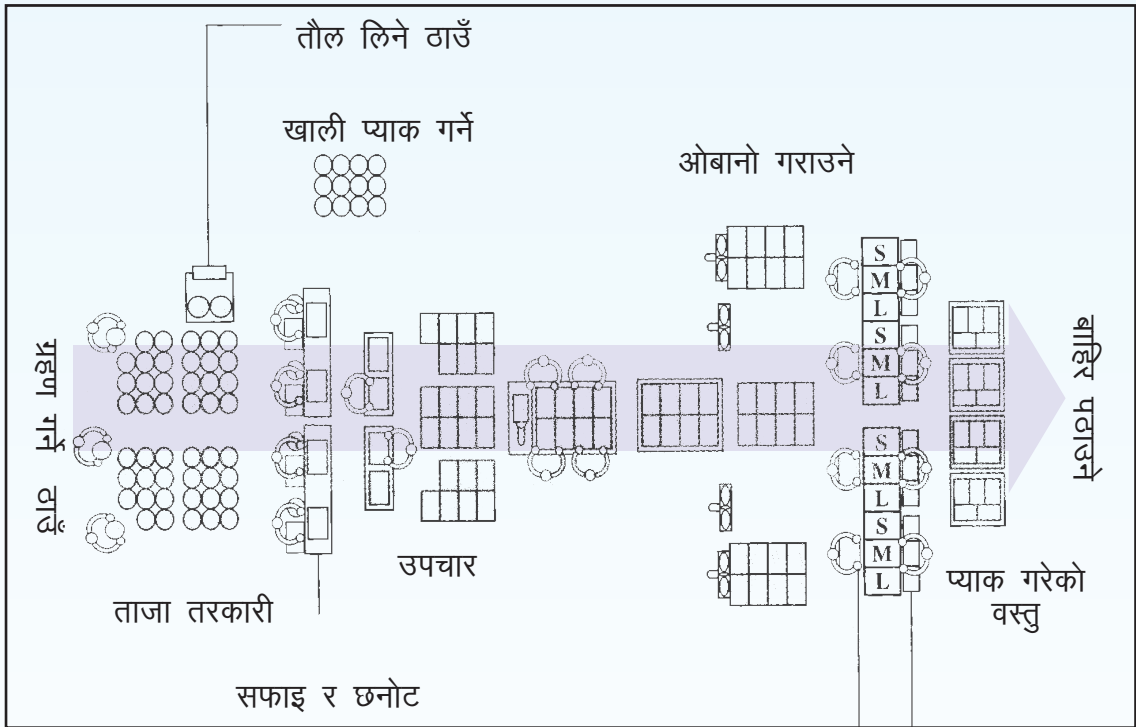 तौल लिने ठाउँ
खाली प्याक गर्ने
ओबानो गराउने
S
M
L
S
M
L
S
M
L
S
M
L
ग्रहण गर्ने ठाउँ
बाहिर पठाउने
उपचार
ताजा तरकारी
प्याक गरेको
वस्तु
सफाइ र छनोट